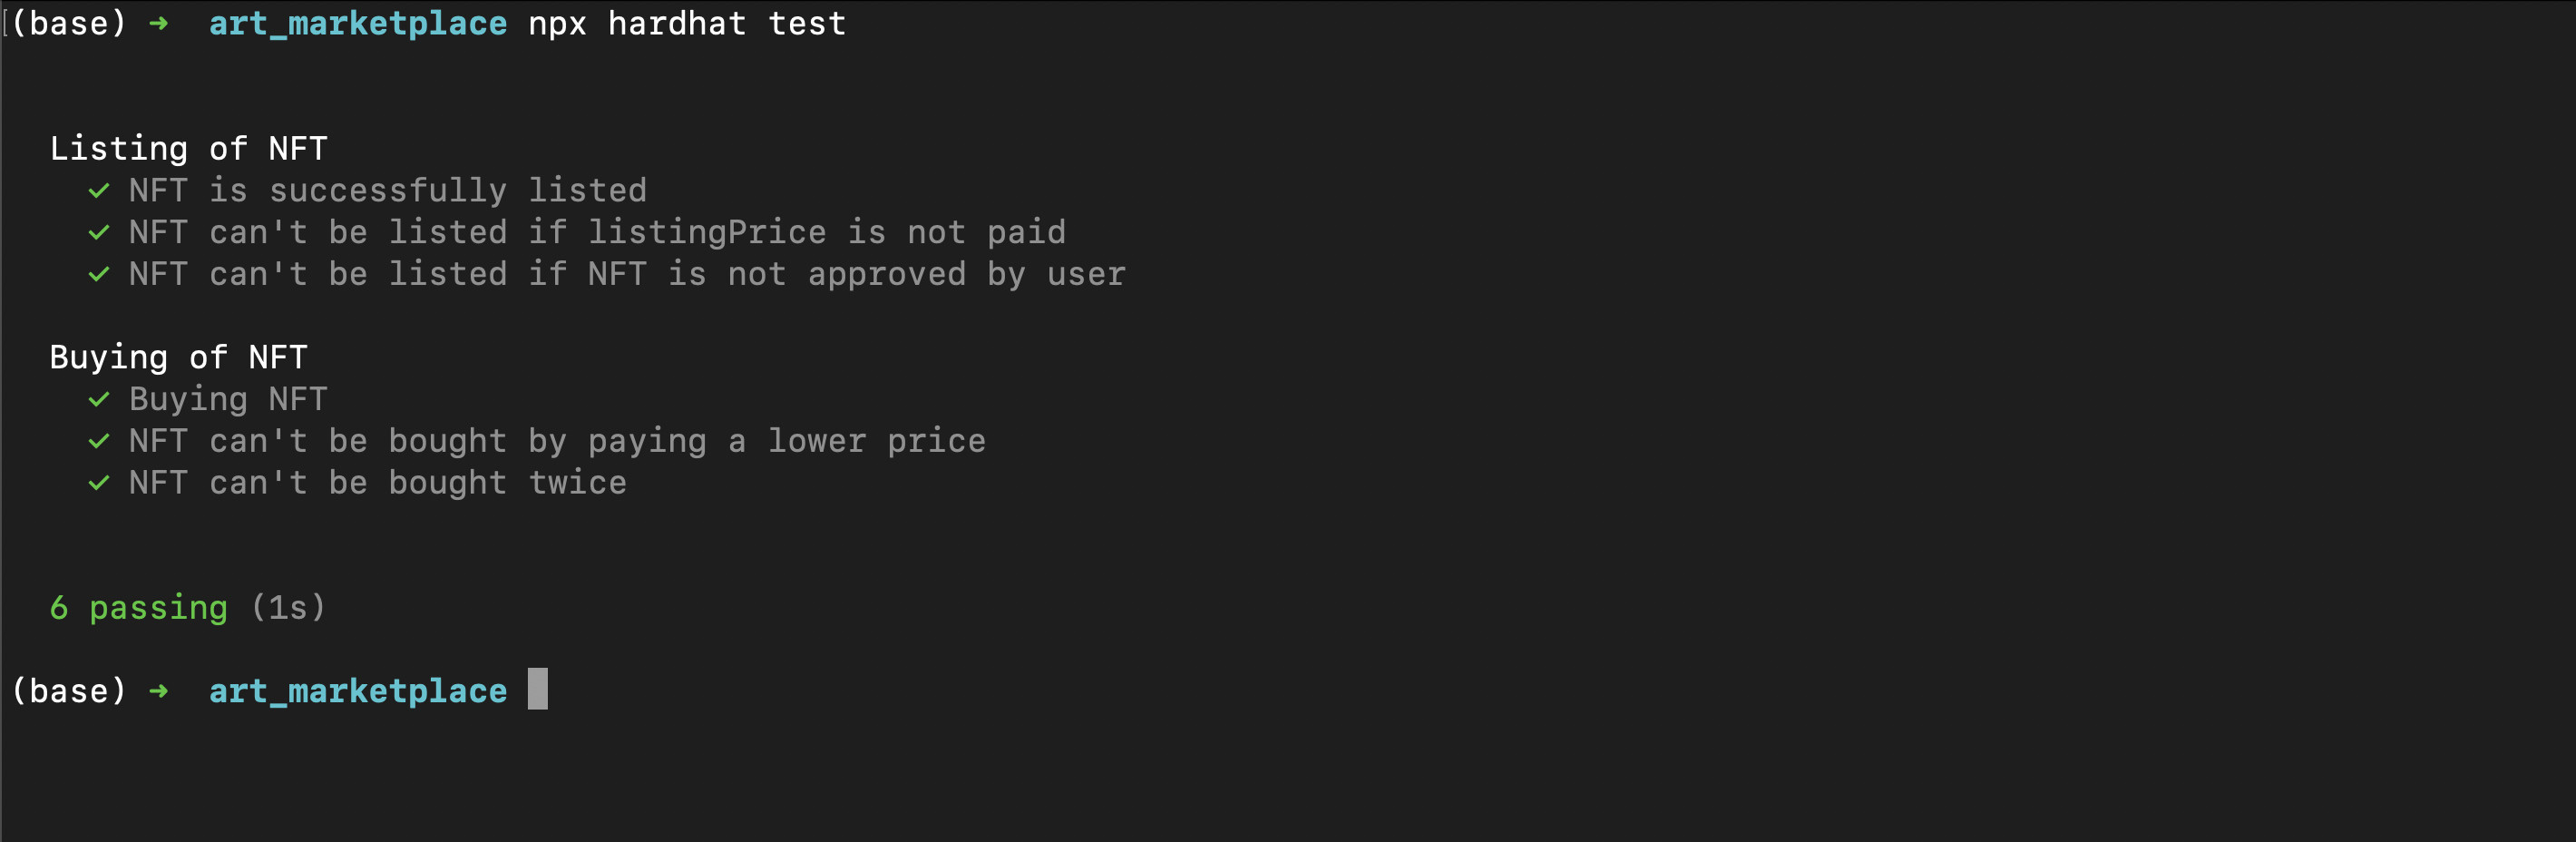 [(base) ➜ art_marketplace npx hardhat test
Listing of NFT
✓ NFT is successfully listed
✓ NFT can't be listed if listingPrice is not paid
✓ NFT can't be listed if NFT is not approved by user
Buying of NFT
✓ Buying NFT
✓ NFT can't be bought by paying a lower price
✓ NFT can't be bought twice
6 passing (1s)
(base) ➜ art_marketplace